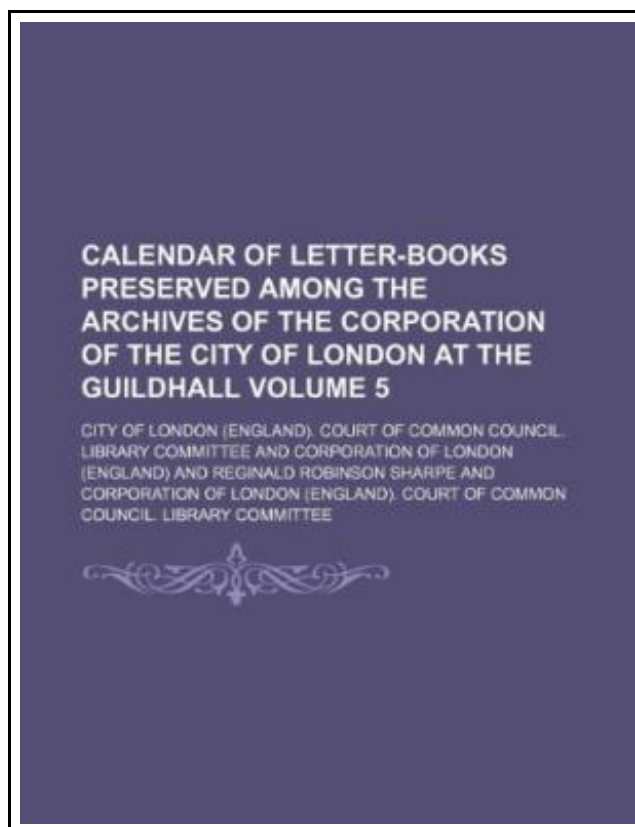 CALENDAR OF LETTER-BOOKS
PRESERVED AMONG THE
ARCHIVES OF THE CORPORATION
OF THE CITY OF LONDON AT THE
GUILDHALL VOLUME 5
CITY OF LONDON (ENGLAND). COURT OF COMMON COUNCIL.
LIBRARY COMMITTEE AND CORPORATION OF LONDON
(ENGLAND) AND REGINALD ROBINSON SHARPE AND
CORPORATION OF LONDON (ENGLAND). COURT OF COMMON
COUNCIL. LIBRARY COMMITTEE